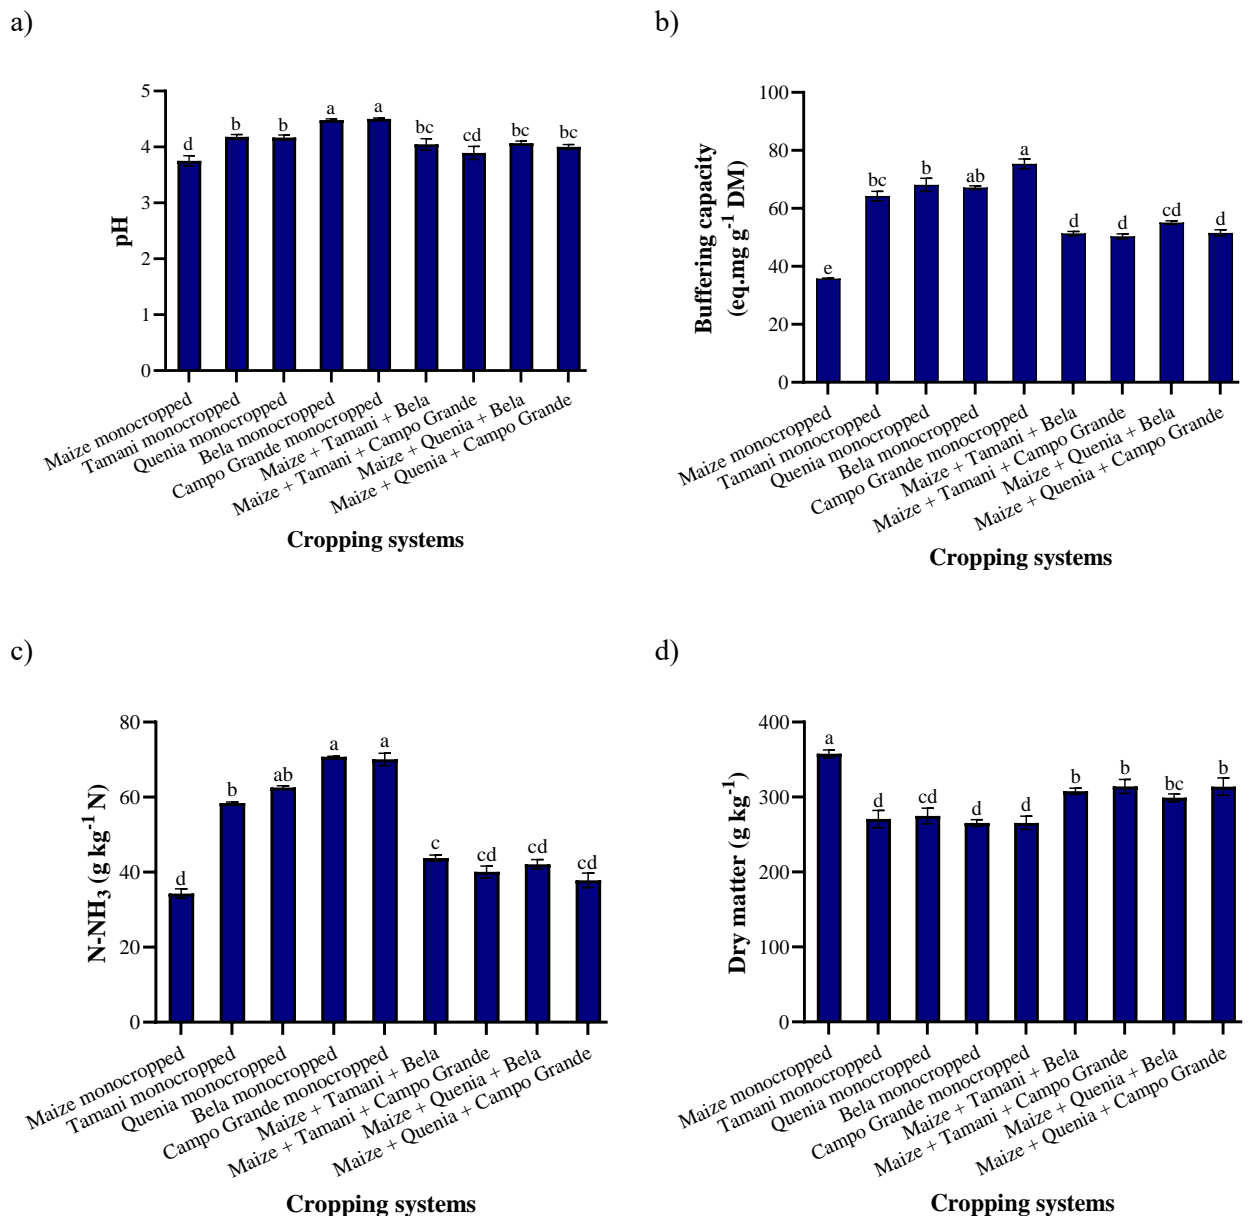 a)
5
4
3
2
1
0
pH
d
b
b
a
a
bc
cd
bc
bc
Maize monocropped
Tamani monocropped
Quenia monocropped
Bela monocropped
Campo Grande monocropped
Maize + Tamani + Bela
Maize + Tamani + Campo Grande
Maize + Quenia + Bela
Maize + Quenia + Campo Grande
Cropping systems
b)
100
80
60
40
20
0
Buffering capacity
(eq.mg g⁻¹ DM)
e
bc
b
ab
a
d
d
cd
d
Maize monocropped
Tamani monocropped
Quenia monocropped
Bela monocropped
Campo Grande monocropped
Maize + Tamani + Bela
Maize + Tamani + Campo Grande
Maize + Quenia + Bela
Maize + Quenia + Campo Grande
Cropping systems
c)
80
60
40
20
0
N-NH₃ (g kg⁻¹ N)
d
b
ab
a
a
c
cd
cd
cd
Maize monocropped
Tamani monocropped
Quenia monocropped
Bela monocropped
Campo Grande monocropped
Maize + Tamani + Bela
Maize + Tamani + Campo Grande
Maize + Quenia + Bela
Maize + Quenia + Campo Grande
Cropping systems
d)
400
300
200
100
0
Dry matter (g kg⁻¹)
a
d
cd
d
d
b
b
bc
b
Maize monocropped
Tamani monocropped
Quenia monocropped
Bela monocropped
Campo Grande monocropped
Maize + Tamani + Bela
Maize + Tamani + Campo Grande
Maize + Quenia + Bela
Maize + Quenia + Campo Grande
Cropping systems